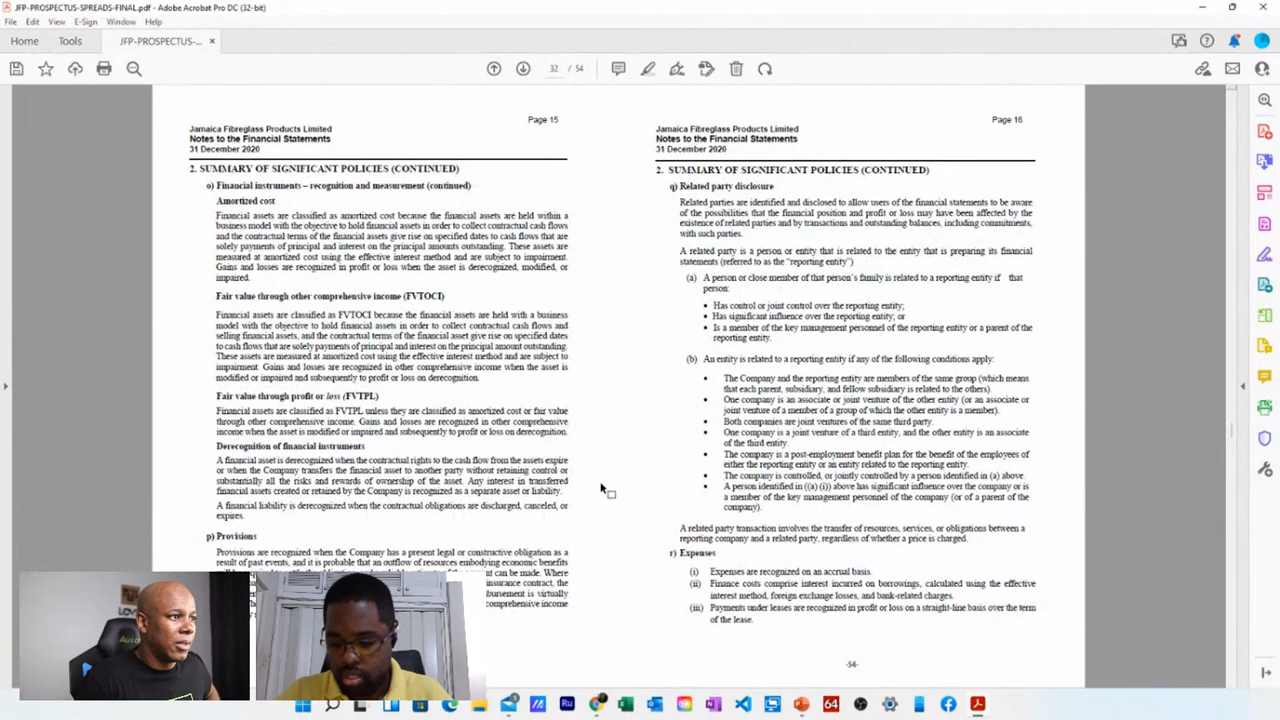 JFP-PROSPECTUS-SPREADS-FINAL.pdf - Adobe Acrobat Pro DC (32-bit)
File Edit View E-Sign Window Help
Home Tools JFP-PROSPECTUS-... ×
32 / 54
Page 15
Jamaica Fibreglass Products Limited
Notes to the Financial Statements
31 December 2020
2. SUMMARY OF SIGNIFICANT POLICIES (CONTINUED)
o) Financial instruments – recognition and measurement (continued)
Amortized cost
Financial assets are classified as amortized cost because the financial assets are held within a
business model with the objective to hold financial assets in order to collect contractual cash flows
and the contractual terms of the financial assets give rise on specified dates to cash flows that are
solely payments of principal and interest on the principal amounts outstanding. These assets are
measured at amortized cost using the effective interest method and are subject to impairment.
Gains and losses are recognized in profit or loss when the asset is derecognized, modified, or
impaired.
Fair value through other comprehensive income (FVTOCI)
Financial assets are classified as FVTOCI because the financial assets are held with a business
model with the objective to hold financial assets in order to collect contractual cash flows and
selling financial assets, and the contractual terms of the financial asset give rise on specified dates
to cash flows that are solely payments of principal and interest on the principal amount outstanding.
These assets are measured at amortized cost using the effective interest method and are subject to
impairment. Gains and losses are recognized in other comprehensive income when the asset is
modified or impaired and subsequently to profit or loss on derecognition.
Fair value through profit or loss (FVTPL)
Financial assets are classified as FVTPL unless they are classified as amortized cost or fair value
through other comprehensive income. Gains and losses are recognized in other comprehensive
income when the asset is modified or impaired and subsequently to profit or loss on derecognition.
Derecognition of financial instruments
A financial asset is derecognized when the contractual rights to the cash flow from the assets expire
or when the Company transfers the financial asset to another party without retaining control or
substantially all the risks and rewards of ownership of the asset. Any interest in transferred
financial assets created or retained by the Company is recognized as a separate asset or liability.
A financial liability is derecognized when the contractual obligations are discharged, canceled, or
expires.
p) Provisions
Provisions are recognized when the Company has a present legal or constructive obligation as a
result of past events, and it is probable that an outflow of resources embodying economic benefits
can be made. Where
insurance contract, the
is virtually
comprehensive income
Page 16
Jamaica Fibreglass Products Limited
Notes to the Financial Statements
31 December 2020
2. SUMMARY OF SIGNIFICANT POLICIES (CONTINUED)
q) Related party disclosure
Related parties are identified and disclosed to allow users of the financial statements to be aware
of the possibilities that the financial position and profit or loss may have been affected by the
existence of related parties and by transactions and outstanding balances, including commitments,
with such parties.
A related party is a person or entity that is related to the entity that is preparing its financial
statements (referred to as the "reporting entity")
(a) A person or close member of that person's family is related to a reporting entity if that
person:
• Has control or joint control over the reporting entity;
• Has significant influence over the reporting entity; or
• Is a member of the key management personnel of the reporting entity or a parent of the
reporting entity.
(b) An entity is related to a reporting entity if any of the following conditions apply:
• The Company and the reporting entity are members of the same group (which means
that each parent, subsidiary, and fellow subsidiary is related to the others).
• One company is an associate or joint venture of the other entity (or an associate or
joint venture of a member of a group of which the other entity is a member).
• Both companies are joint ventures of the same third party.
• One company is a joint venture of a third entity, and the other entity is an associate
of the third entity.
• The company is a post-employment benefit plan for the benefit of the employees of
either the reporting entity or an entity related to the reporting entity.
• The company is controlled, or jointly controlled by a person identified in (a) above.
• A person identified in ((a) (i)) above has significant influence over the company or is
a member of the key management personnel of the company (or of a parent of the
company).
A related party transaction involves the transfer of resources, services, or obligations between a
reporting company and a related party, regardless of whether a price is charged.
r) Expenses
(i) Expenses are recognized on an accrual basis.
(ii) Finance costs comprise interest incurred on borrowings, calculated using the effective
interest method, foreign exchange losses, and bank-related charges.
(iii) Payments under leases are recognized in profit or loss on a straight-line basis over the term
of the lease.
-54-
Ru
64